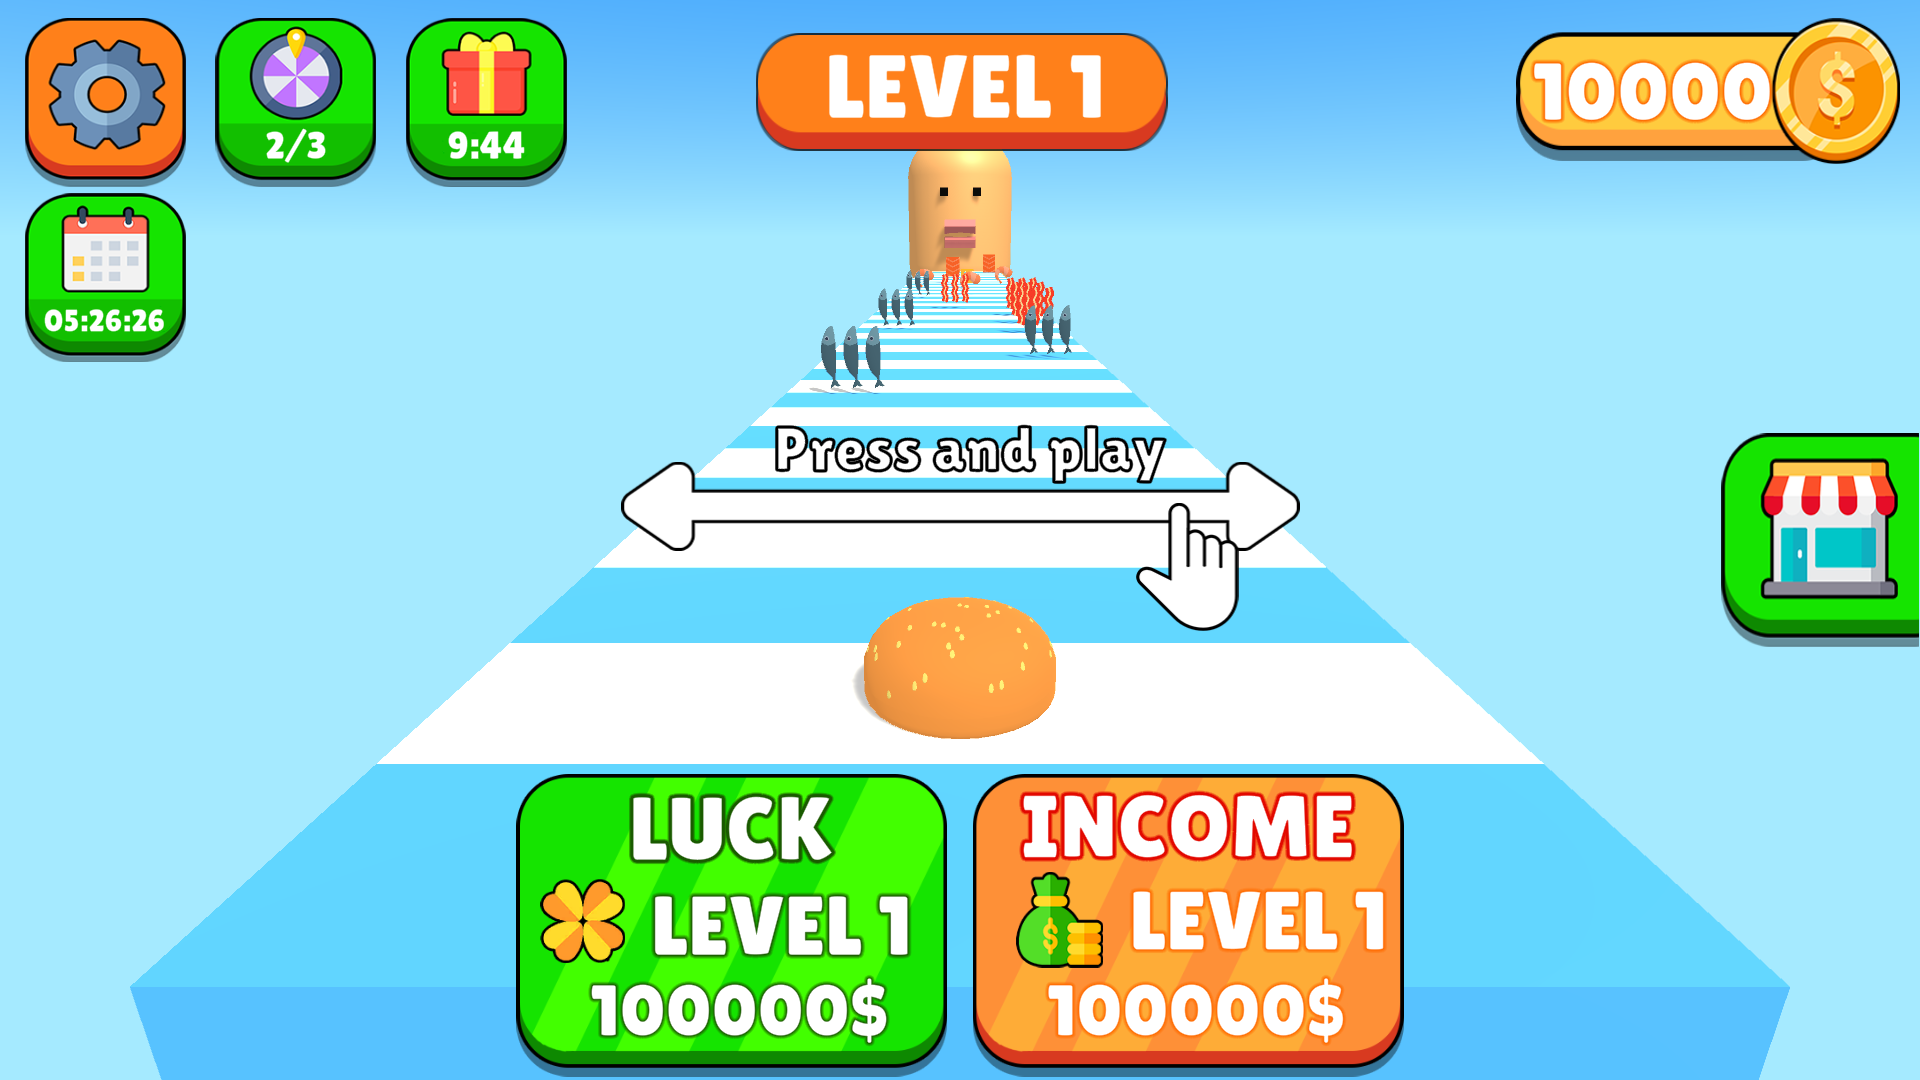 LEVEL 1
10000
2/3
9:44
05:26:26
Press and play
LUCK
LEVEL 1
100000$
INCOME
LEVEL 1
100000$